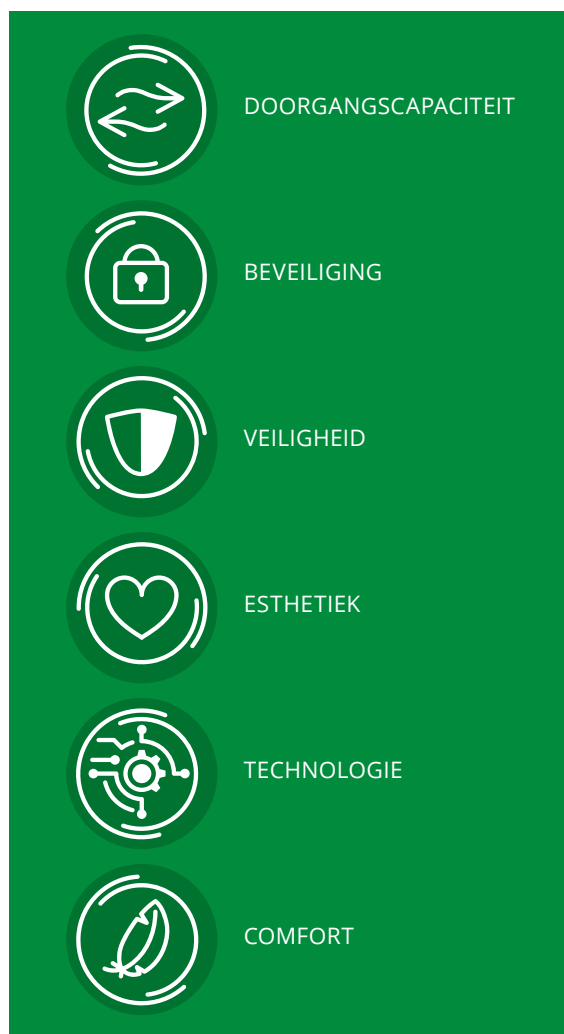 DOORGANGSCAPACITEIT
BEVEILIGING
VEILIGHEID
ESTHETIEK
TECHNOLOGIE
COMFORT